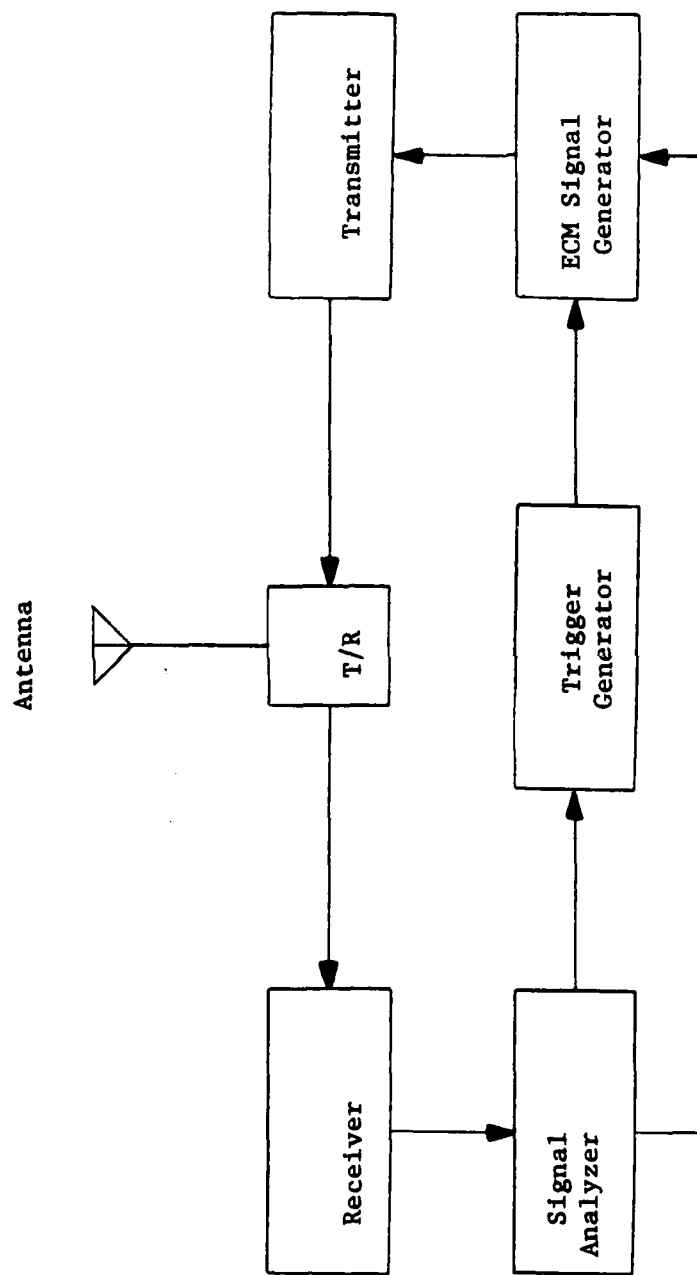 Antenna
Receiver
T/R
Transmitter
Signal
Analyzer
Trigger
Generator
ECM Signal
Generator